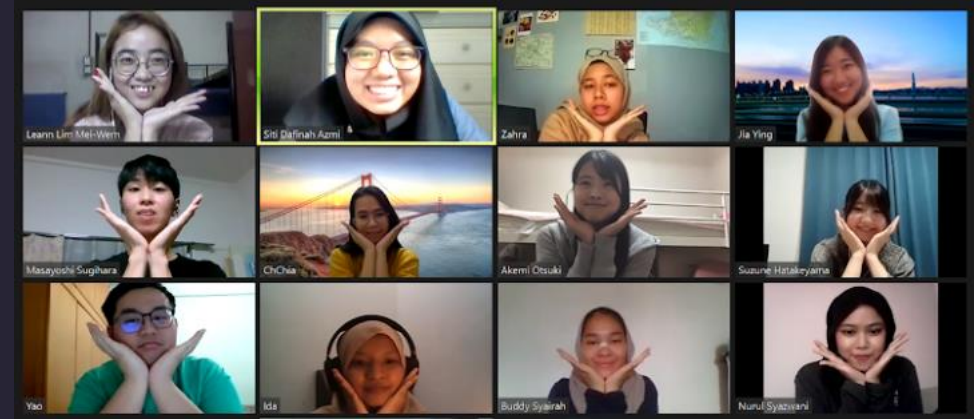 Leann Lim Mei-Wern
Siti Dafinah Azmi
Zahra
Jia Ying
Masayoshi Sugihara
ChChia
Akemi Otsuki
Suzune Hatakeyama
Yao
Ida
Buddy Syairah
Nurul Syazwani